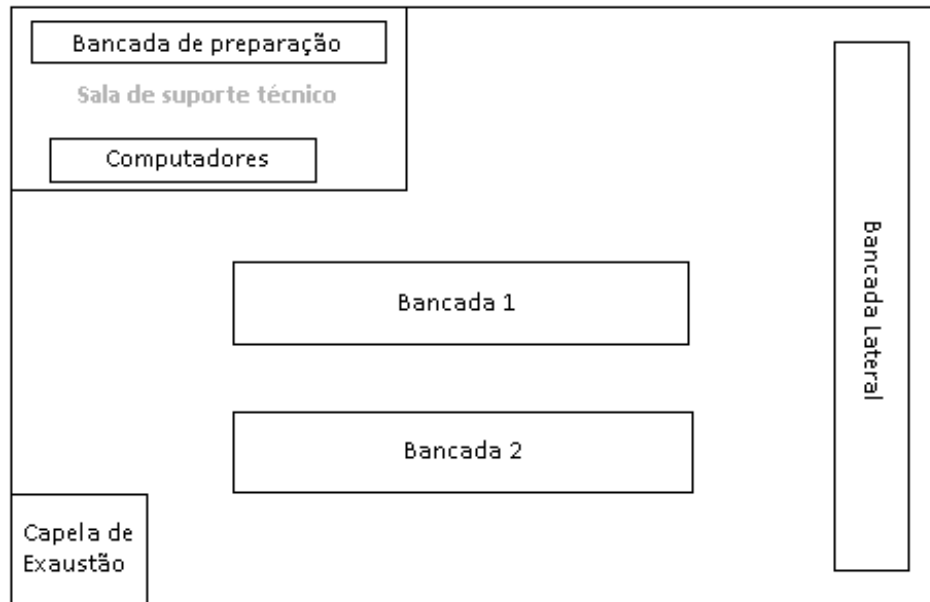 Bancada de preparação
Sala de suporte técnico
Computadores
Bancada 1
Bancada Lateral
Bancada 2
Capela de
Exaustão